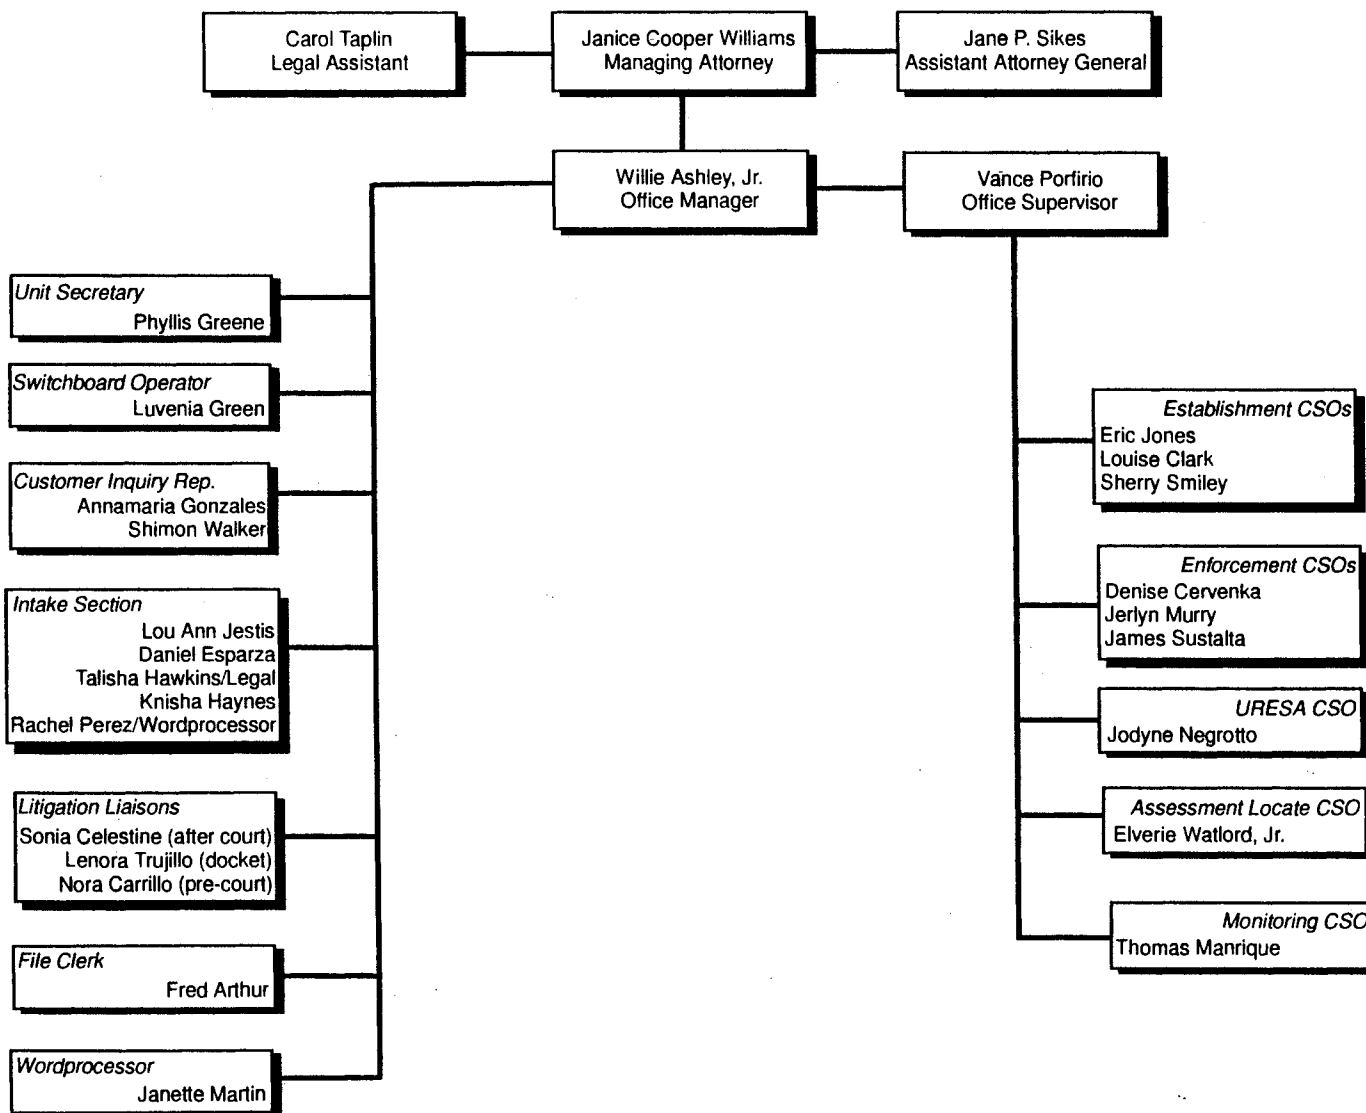 Carol Taplin
Legal Assistant
Janice Cooper Williams
Managing Attorney
Jane P. Sikes
Assistant Attorney General
Willie Ashley, Jr.
Office Manager
Vance Porfirio
Office Supervisor
Unit Secretary
Phyllis Greene
Switchboard Operator
Luvenia Green
Customer Inquiry Rep.
Annamaria Gonzales
Shimon Walker
Intake Section
Lou Ann Jestis
Daniel Esparza
Talisha Hawkins/Legal
Knisha Haynes
Rachel Perez/Wordprocessor
Litigation Liaisons
Sonia Celestine (after court)
Lenora Trujillo (docket)
Nora Carrillo (pre-court)
File Clerk
Fred Arthur
Wordprocessor
Janette Martin
Establishment CSOs
Eric Jones
Louise Clark
Sherry Smiley
Enforcement CSOs
Denise Cervenka
Jerlyn Murry
James Sustalta
URESA CSO
Jodyne Negrotto
Assessment Locate CSO
Elverie Watlord, Jr.
Monitoring CSO
Thomas Manrique